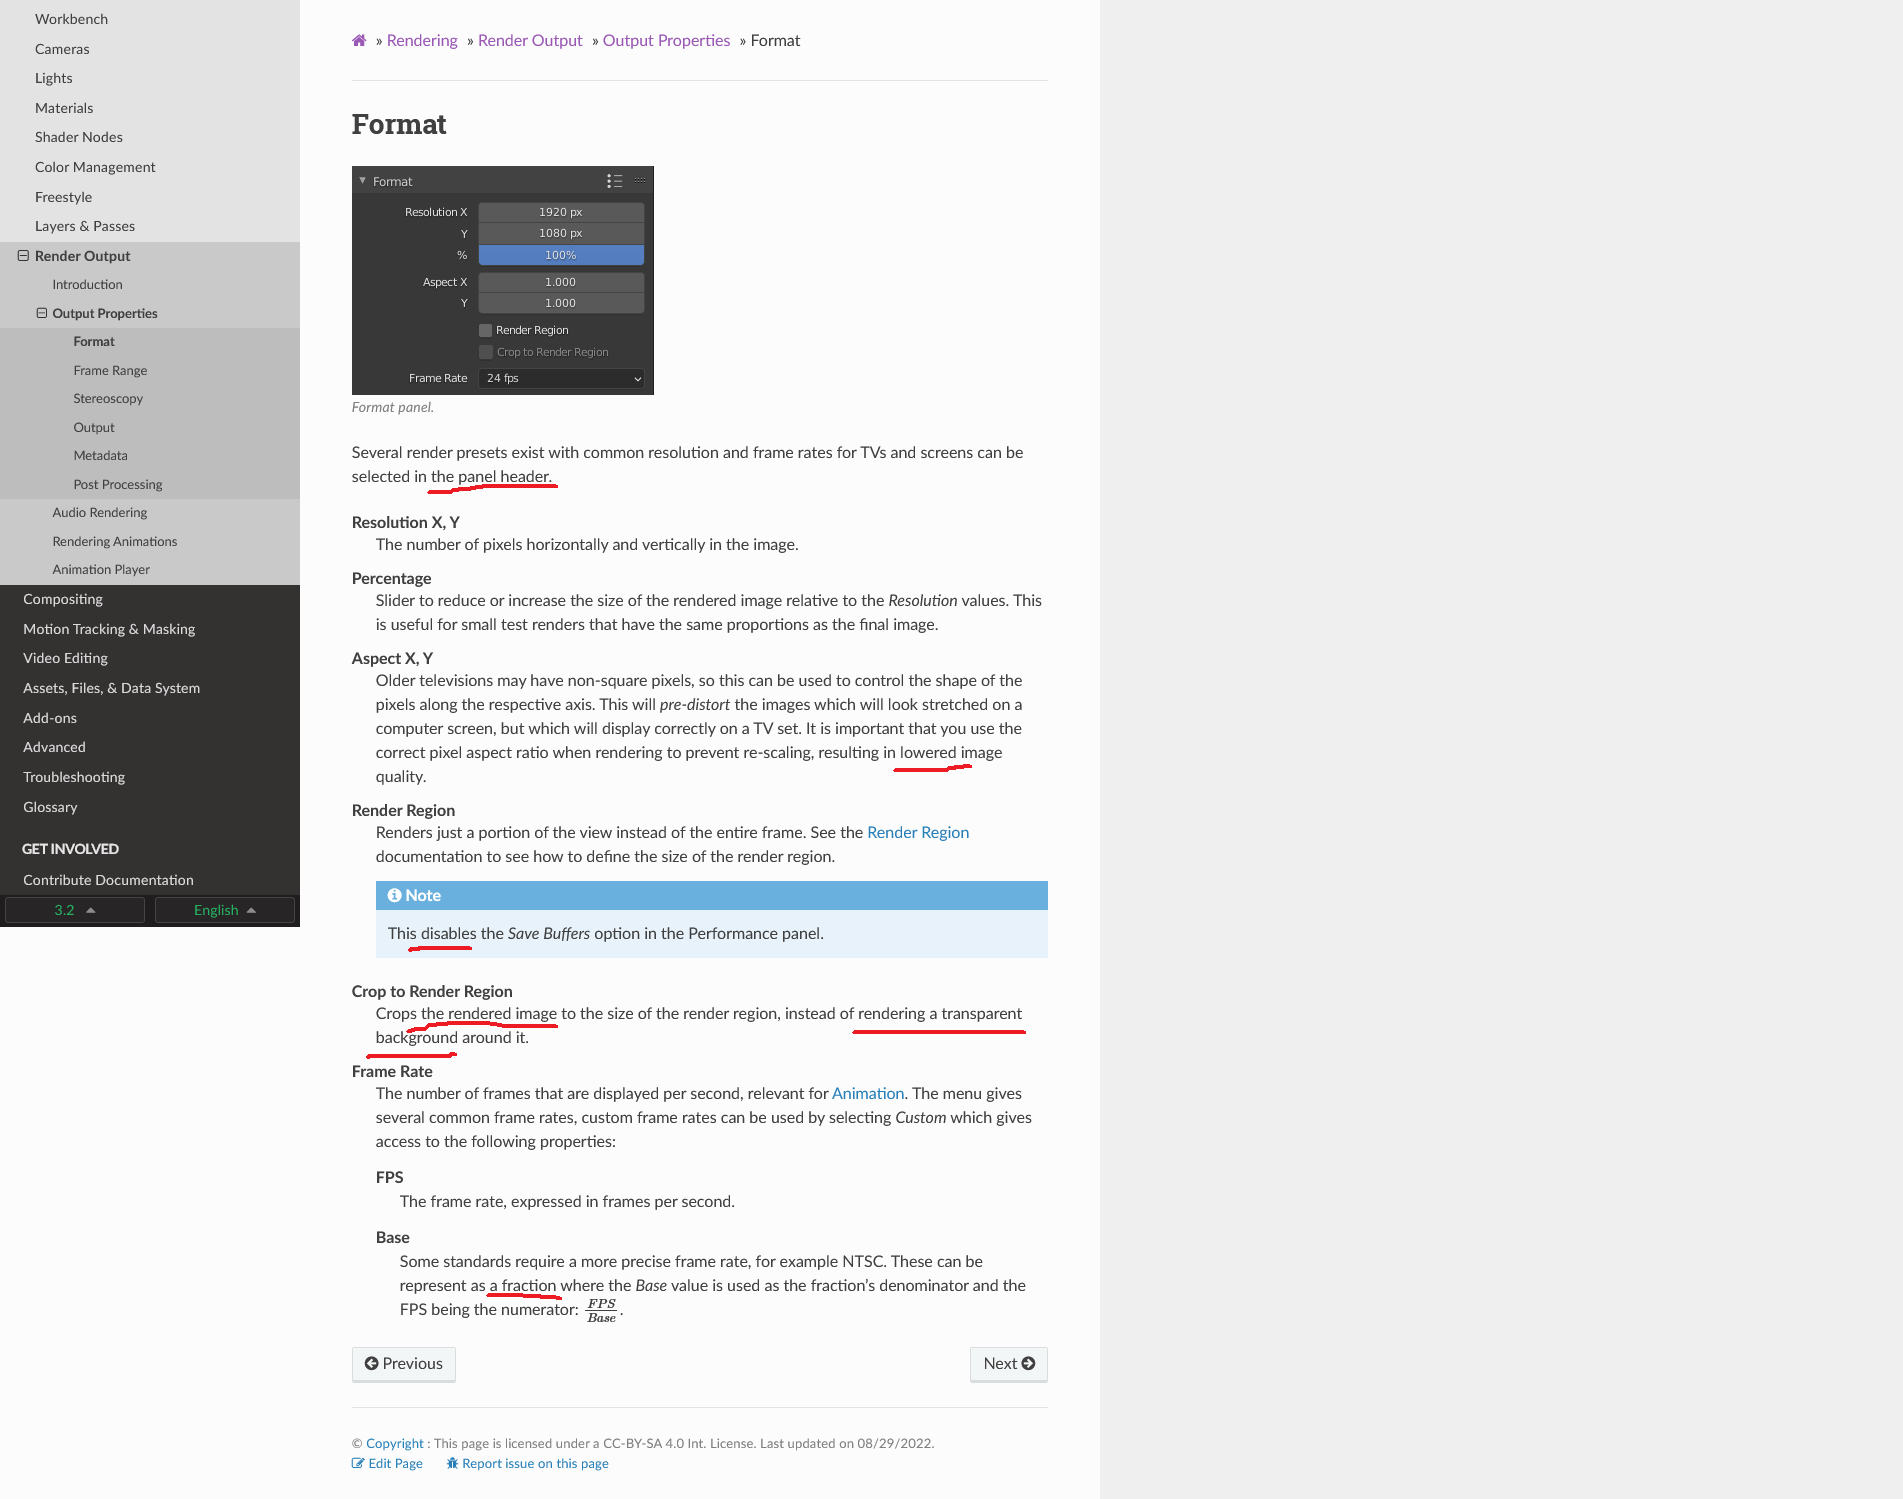 Workbench
Cameras
Lights
Materials
Shader Nodes
Color Management
Freestyle
Layers & Passes
Render Output
Introduction
Output Properties
Format
Frame Range
Stereoscopy
Output
Metadata
Post Processing
Audio Rendering
Rendering Animations
Animation Player
Compositing
Motion Tracking & Masking
Video Editing
Assets, Files, & Data System
Add-ons
Advanced
Troubleshooting
Glossary
GET INVOLVED
Contribute Documentation
3.2
English
» Rendering » Render Output » Output Properties » Format
Format
Format
Resolution X 1920 px
Y 1080 px
% 100%
Aspect X 1.000
Y 1.000
Render Region
Crop to Render Region
Frame Rate 24 fps
Format panel.
Several render presets exist with common resolution and frame rates for TVs and screens can be
selected in the panel header.
Resolution X, Y
The number of pixels horizontally and vertically in the image.
Percentage
Slider to reduce or increase the size of the rendered image relative to the Resolution values. This
is useful for small test renders that have the same proportions as the final image.
Aspect X, Y
Older televisions may have non-square pixels, so this can be used to control the shape of the
pixels along the respective axis. This will pre-distort the images which will look stretched on a
computer screen, but which will display correctly on a TV set. It is important that you use the
correct pixel aspect ratio when rendering to prevent re-scaling, resulting in lowered image
quality.
Render Region
Renders just a portion of the view instead of the entire frame. See the Render Region
documentation to see how to define the size of the render region.
Note
This disables the Save Buffers option in the Performance panel.
Crop to Render Region
Crops the rendered image to the size of the render region, instead of rendering a transparent
background around it.
Frame Rate
The number of frames that are displayed per second, relevant for Animation. The menu gives
several common frame rates, custom frame rates can be used by selecting Custom which gives
access to the following properties:
FPS
The frame rate, expressed in frames per second.
Base
Some standards require a more precise frame rate, for example NTSC. These can be
represent as a fraction where the Base value is used as the fraction’s denominator and the
FPS being the numerator: FPS/Base.
Previous
Next
© Copyright : This page is licensed under a CC-BY-SA 4.0 Int. License. Last updated on 08/29/2022.
Edit Page Report issue on this page